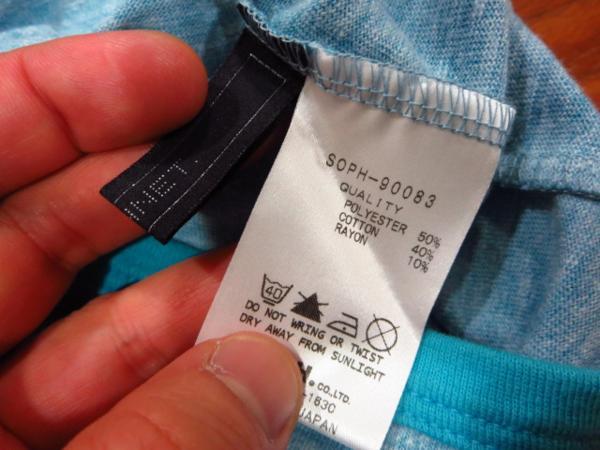 NET.
SOPH-90083
QUALITY
POLYESTER 50%
COTTON 40%
RAYON 10%
40
DO NOT WRING OR TWIST
DRY AWAY FROM SUNLIGHT
® CO.,LTD.
JAPAN